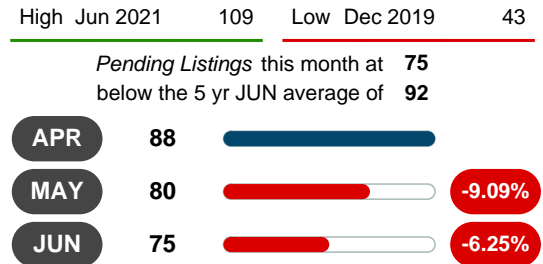 High Jun 2021 109 Low Dec 2019 43
Pending Listings this month at 75
below the 5 yr JUN average of 92
APR 88
MAY 80 -9.09%
JUN 75 -6.25%